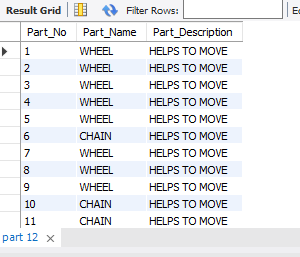 Result Grid Filter Rows:
Part_No Part_Name Part_Description
1 WHEEL HELPS TO MOVE
2 WHEEL HELPS TO MOVE
3 WHEEL HELPS TO MOVE
4 WHEEL HELPS TO MOVE
5 WHEEL HELPS TO MOVE
6 CHAIN HELPS TO MOVE
7 WHEEL HELPS TO MOVE
8 WHEEL HELPS TO MOVE
9 WHEEL HELPS TO MOVE
10 CHAIN HELPS TO MOVE
11 CHAIN HELPS TO MOVE
part 12